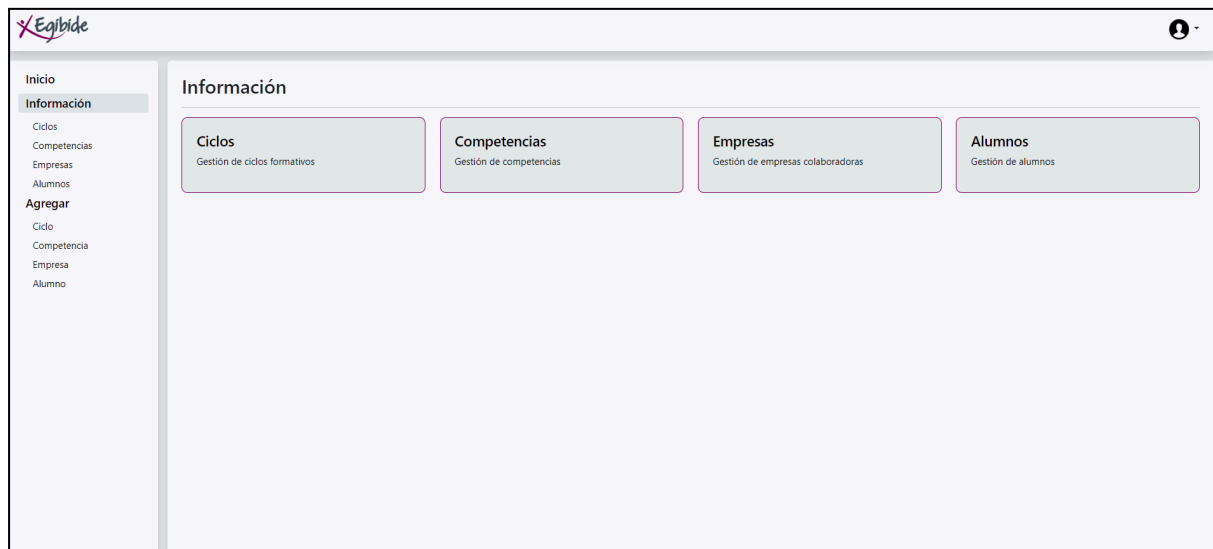 Egibide
Inicio
Información
Ciclos
Competencias
Empresas
Alumnos
Agregar
Ciclo
Competencia
Empresa
Alumno
Información
Ciclos
Gestión de ciclos formativos
Competencias
Gestión de competencias
Empresas
Gestión de empresas colaboradoras
Alumnos
Gestión de alumnos